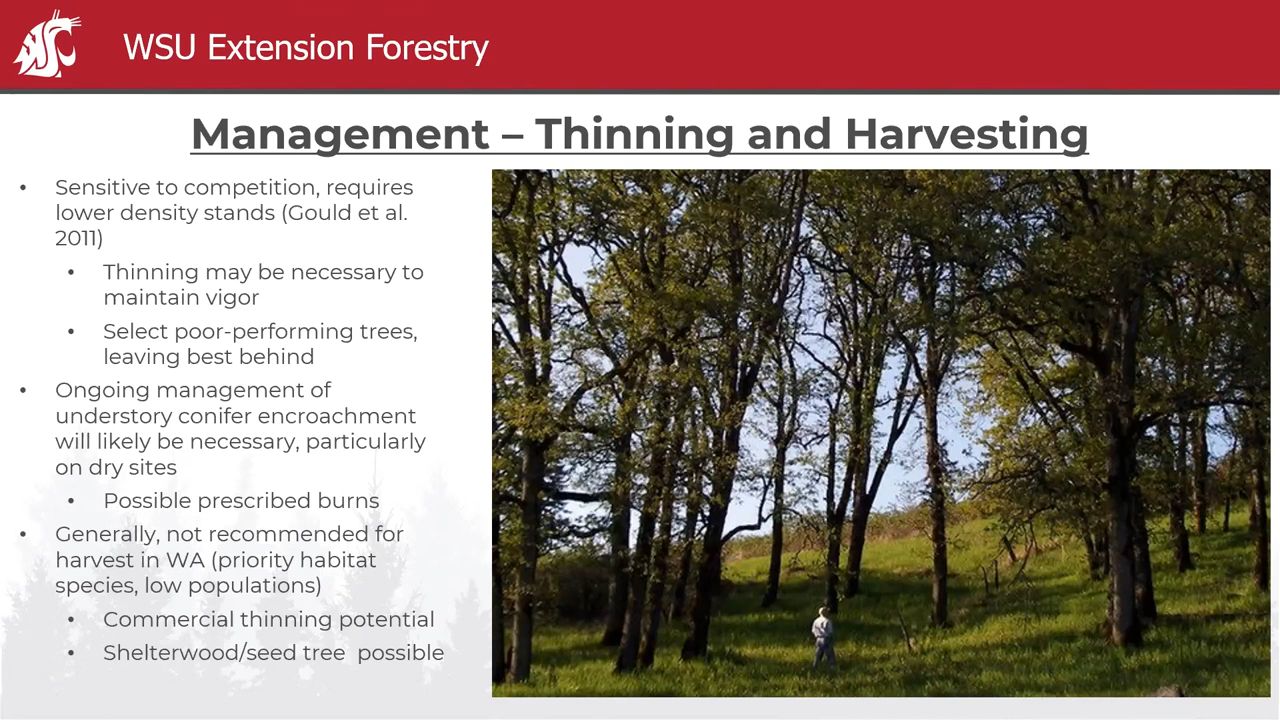 WSU Extension Forestry
Management – Thinning and Harvesting
• Sensitive to competition, requires
lower density stands (Gould et al.
2011)
• Thinning may be necessary to
maintain vigor
• Select poor-performing trees,
leaving best behind
• Ongoing management of
understory conifer encroachment
will likely be necessary, particularly
on dry sites
• Possible prescribed burns
• Generally, not recommended for
harvest in WA (priority habitat
species, low populations)
• Commercial thinning potential
• Shelterwood/seed tree  possible